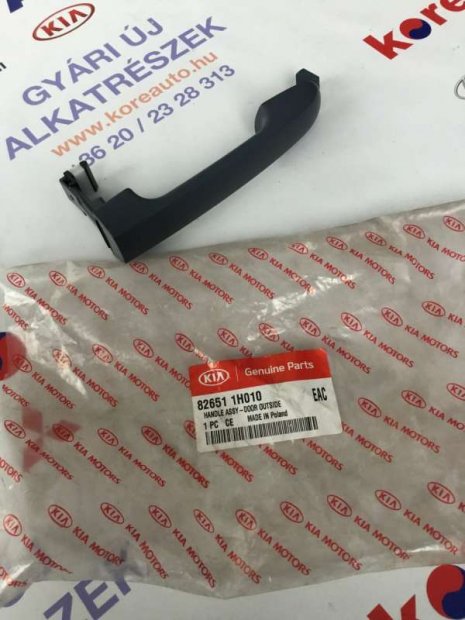 KIA
GYÁRI ÚJ
ALKATRÉSZEK
www.koreauto.hu
36 20 / 23 28 313
kore
KIA MOTORS
KIA Genuine Parts
82651 1H010
HANDLE ASSY-DOOR OUTSIDE
EAC
1 PC CE MADE IN Poland